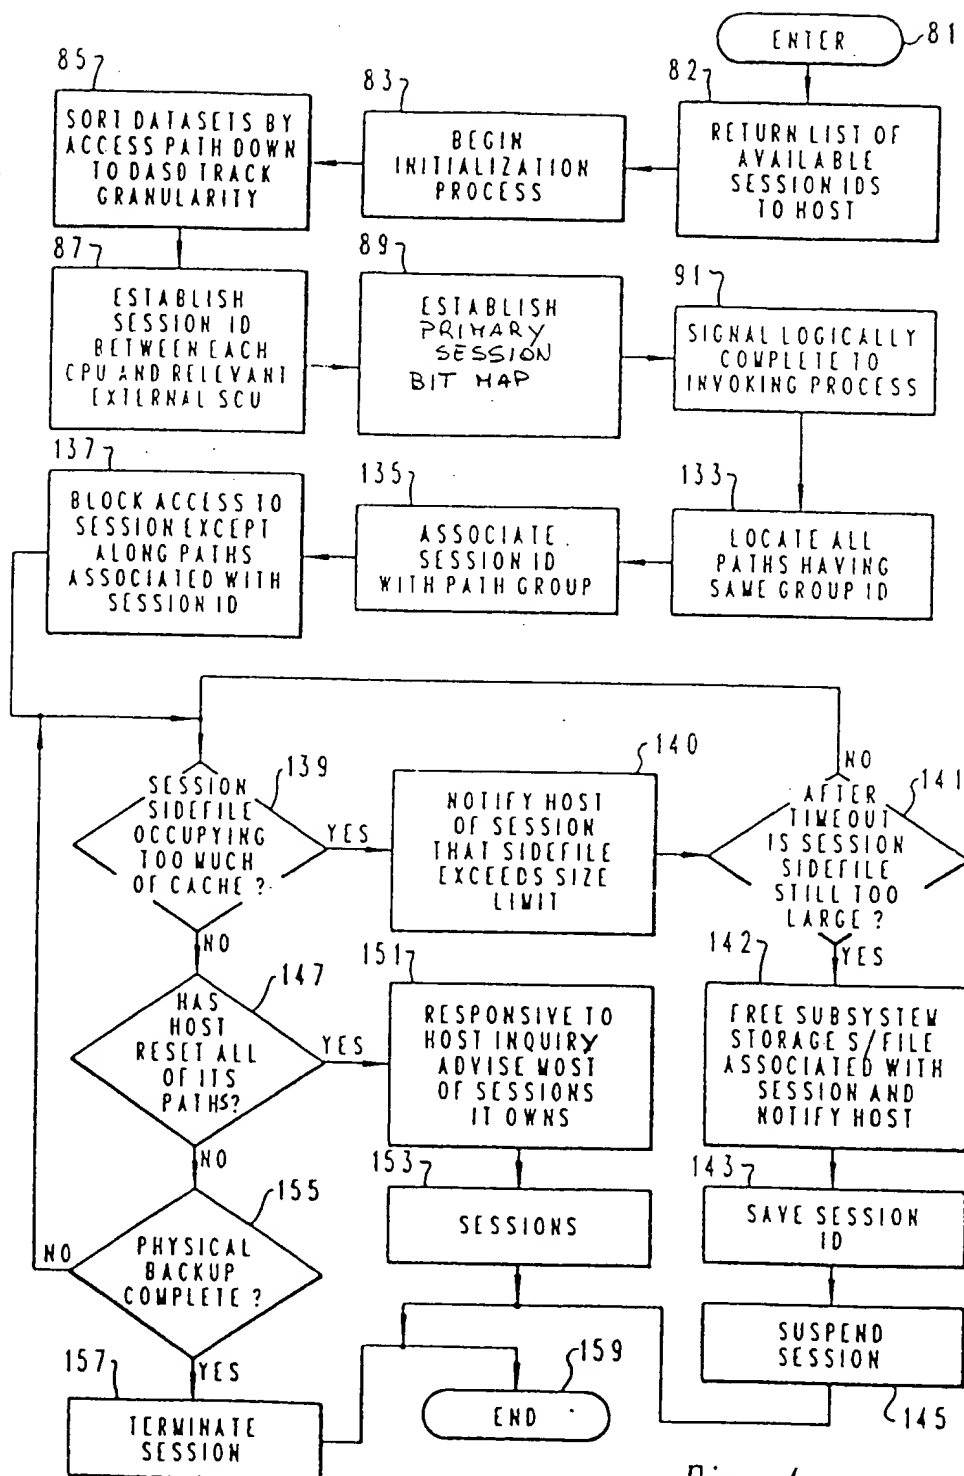 ENTER
81
82
RETURN LIST OF
AVAILABLE
SESSION IDS
TO HOST
83
BEGIN
INITIALIZATION
PROCESS
85
SORT DATASETS BY
ACCESS PATH DOWN
TO DASD TRACK
GRANULARITY
87
ESTABLISH
SESSION ID
BETWEEN EACH
CPU AND RELEVANT
EXTERNAL SCU
89
ESTABLISH
PRIMARY
SESSION
BIT MAP
91
SIGNAL LOGICALLY
COMPLETE TO
INVOKING PROCESS
133
LOCATE ALL
PATHS HAVING
SAME GROUP ID
135
ASSOCIATE
SESSION ID
WITH PATH GROUP
137
BLOCK ACCESS TO
SESSION EXCEPT
ALONG PATHS
ASSOCIATED WITH
SESSION ID
139
SESSION
SIDEFILE
OCCUPYING
TOO MUCH
OF CACHE ?
YES
NO
140
NOTIFY HOST
OF SESSION
THAT SIDEFILE
EXCEEDS SIZE
LIMIT
141
NO
AFTER
TIMEOUT
IS SESSION
SIDEFILE
STILL TOO
LARGE ?
YES
142
FREE SUBSYSTEM
STORAGE S/FILE
ASSOCIATED WITH
SESSION AND
NOTIFY HOST
143
SAVE SESSION
ID
SUSPEND
SESSION
145
147
HAS
HOST
RESET ALL
OF ITS
PATHS?
YES
NO
151
RESPONSIVE TO
HOST INQUIRY
ADVISE MOST
OF SESSIONS
IT OWNS
153
SESSIONS
155
PHYSICAL
BACKUP
COMPLETE ?
NO
YES
157
TERMINATE
SESSION
159
END